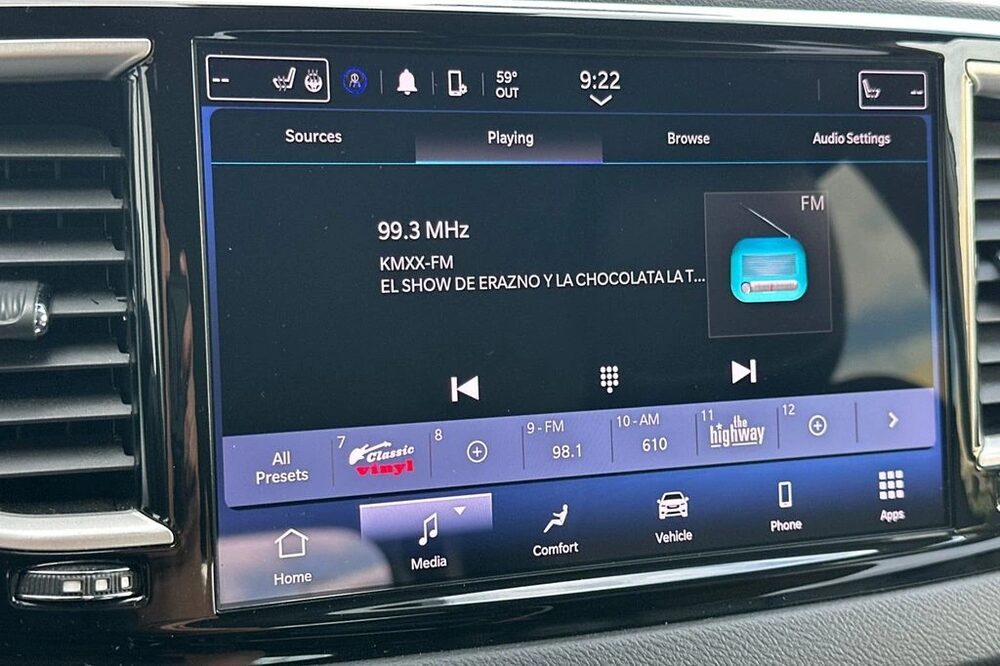 --
59°
OUT
9:22
--
Sources
Playing
Browse
Audio Settings
99.3 MHz
KMXX-FM
EL SHOW DE ERAZNO Y LA CHOCOLATA LA T...
FM
All
Presets
7
Classic
vinyl
8
9 - FM
98.1
10 - AM
610
11
the
highway
12
Home
Media
Comfort
Vehicle
Phone
Apps